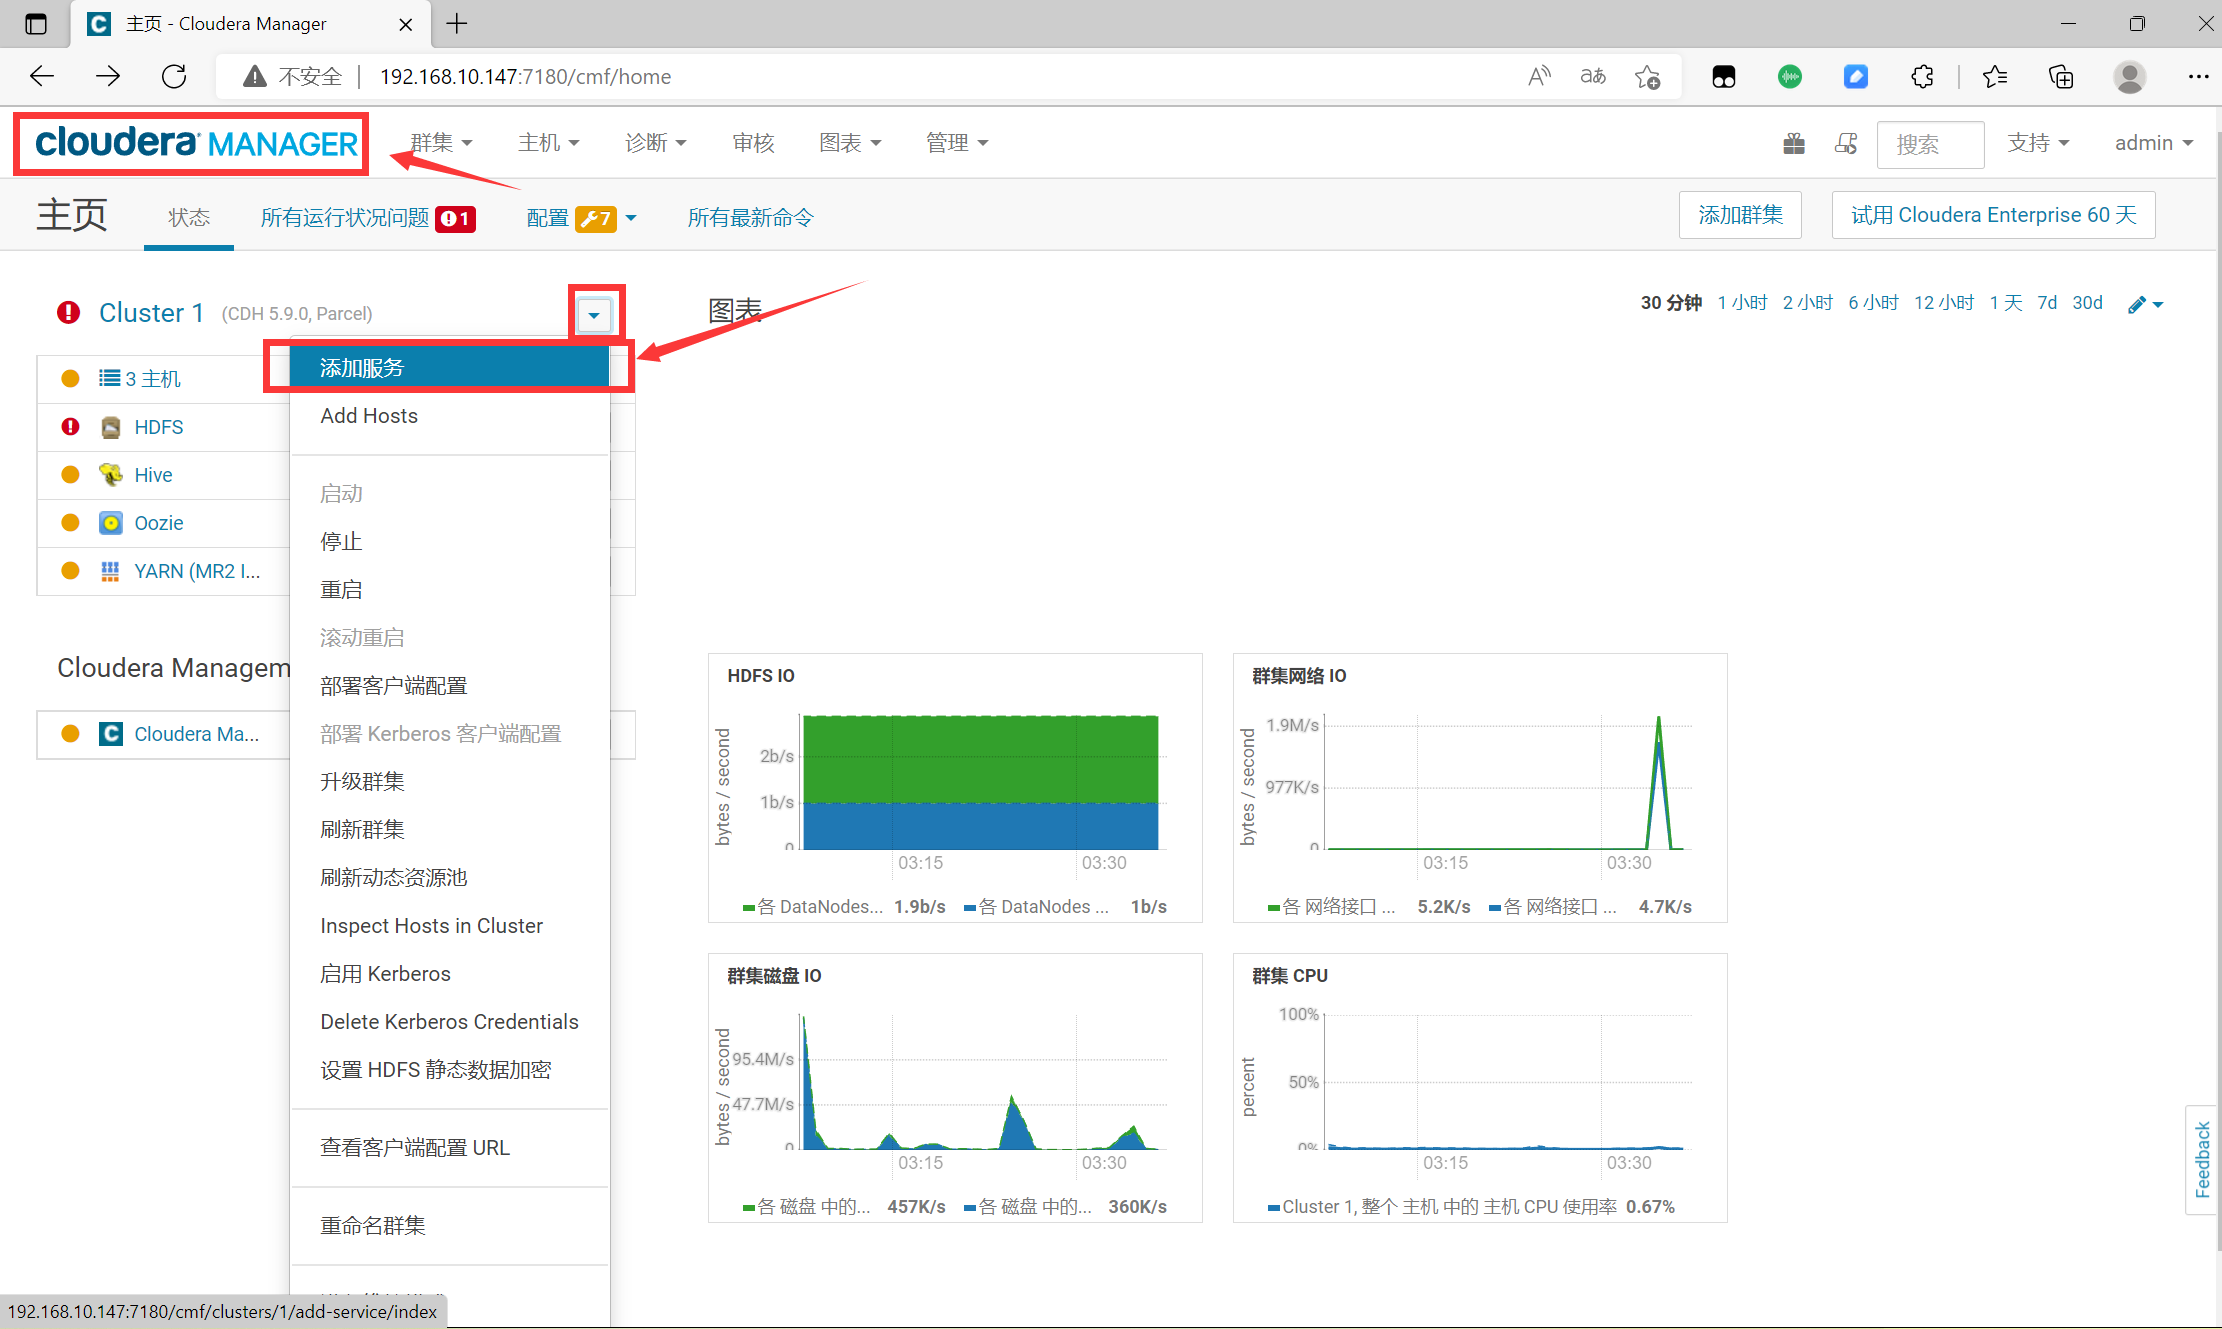 主页 - Cloudera Manager
不安全 192.168.10.147:7180/cmf/home
cloudera MANAGER 群集 主机 诊断 审核 图表 管理 搜索 支持 admin
主页 状态 所有运行状况问题 1 配置 7 所有最新命令 添加群集 试用 Cloudera Enterprise 60 天
Cluster 1 (CDH 5.9.0, Parcel)
3 主机
HDFS
Hive
Oozie
YARN (MR2 I...
Cloudera Managem
Cloudera Ma...
添加服务
Add Hosts
启动
停止
重启
滚动重启
部署客户端配置
部署 Kerberos 客户端配置
升级群集
刷新群集
刷新动态资源池
Inspect Hosts in Cluster
启用 Kerberos
Delete Kerberos Credentials
设置 HDFS 静态数据加密
查看客户端配置 URL
重命名群集
图表
30 分钟 1 小时 2 小时 6 小时 12 小时 1 天 7d 30d
HDFS IO
bytes / second
2b/s
1b/s
0
03:15 03:30
各 DataNodes... 1.9b/s 各 DataNodes ... 1b/s
群集网络 IO
bytes / second
1.9M/s
977K/s
0
03:15 03:30
各 网络接口 ... 5.2K/s 各 网络接口 ... 4.7K/s
群集磁盘 IO
bytes / second
95.4M/s
47.7M/s
0
03:15 03:30
各 磁盘 中的... 457K/s 各 磁盘 中的... 360K/s
群集 CPU
percent
100%
50%
0%
03:15 03:30
Cluster 1, 整个 主机 中的 主机 CPU 使用率 0.67%
Feedback
192.168.10.147:7180/cmf/clusters/1/add-service/index